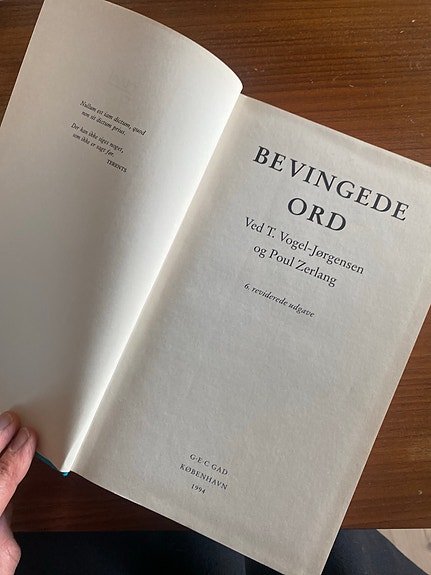 Nullum est iam dictum, quod
non sit dictum prius.
Der kan ikke siges noget,
som ikke er sagt før.
TERENTS
BEVINGEDE
ORD
Ved T. Vogel-Jørgensen
og Poul Zerlang
6. reviderede udgave
G·E·C GAD
KØBENHAVN
1994